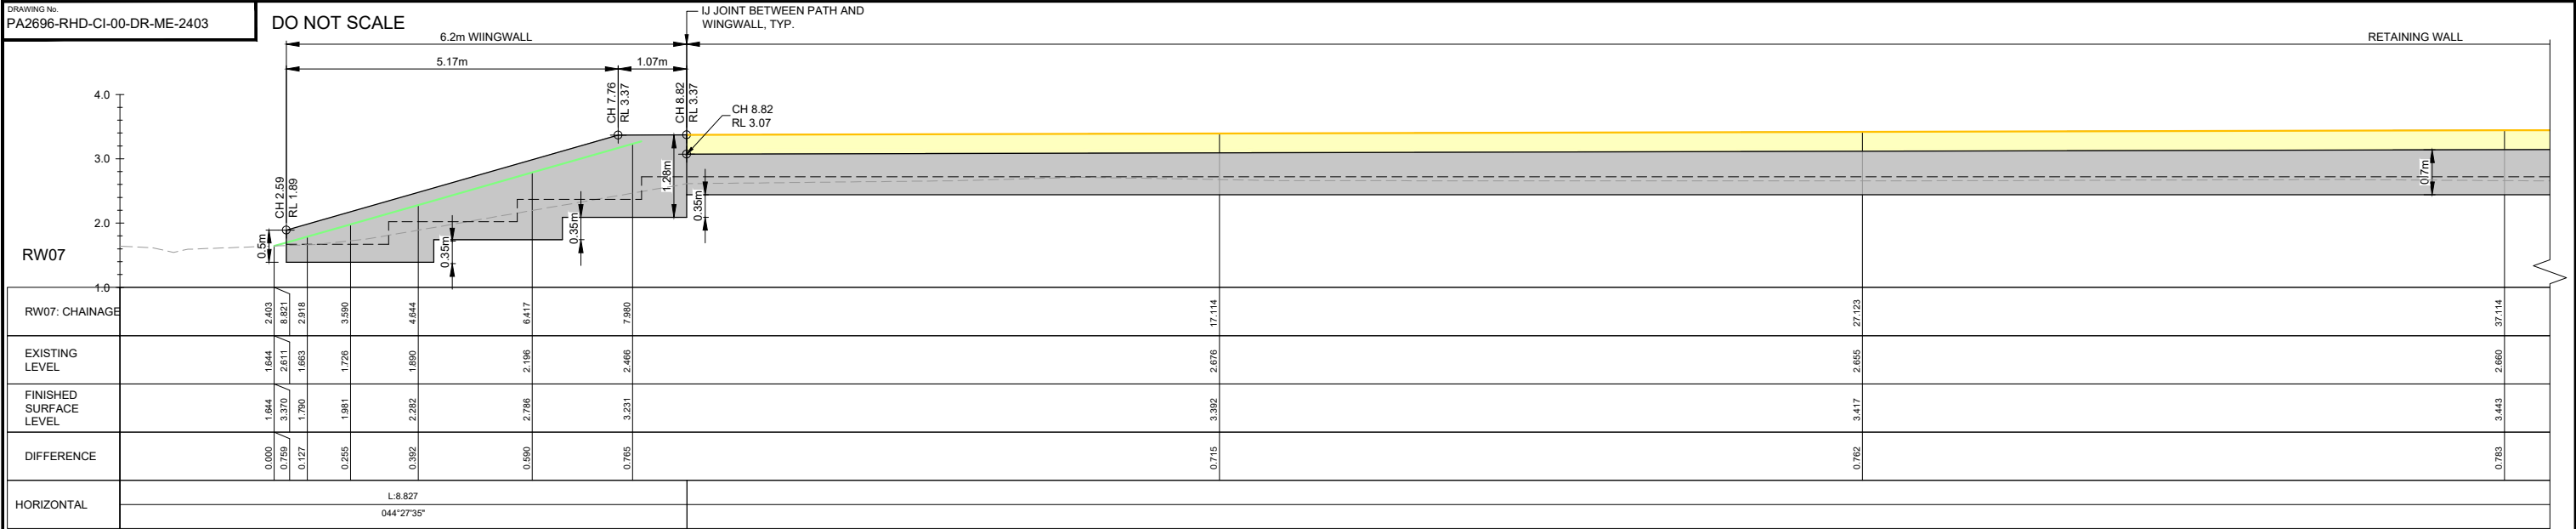 DRAWING No.
PA2696-RHD-CI-00-DR-ME-2403
DO NOT SCALE
IJ JOINT BETWEEN PATH AND
WINGWALL, TYP.
6.2m WIINGWALL
RETAINING WALL
5.17m
1.07m
CH 7.76
RL 3.37
CH 8.82
RL 3.37
CH 8.82
RL 3.07
CH 2.59
RL 1.89
4.0
3.0
2.0
1.0
0.5m
0.35m
0.35m
1.28m
0.35m
0.7m
RW07
RW07: CHAINAGE
2.403
8.821
2.918
3.590
4.644
6.417
7.980
17.114
27.123
37.114
EXISTING
LEVEL
1.644
2.611
1.663
1.726
1.890
2.196
2.466
2.676
2.655
2.660
FINISHED
SURFACE
LEVEL
1.644
3.370
1.790
1.981
2.282
2.786
3.231
3.392
3.417
3.443
DIFFERENCE
0.000
0.759
0.127
0.255
0.392
0.590
0.765
0.715
0.762
0.783
HORIZONTAL
L:8.827
044°27'35"